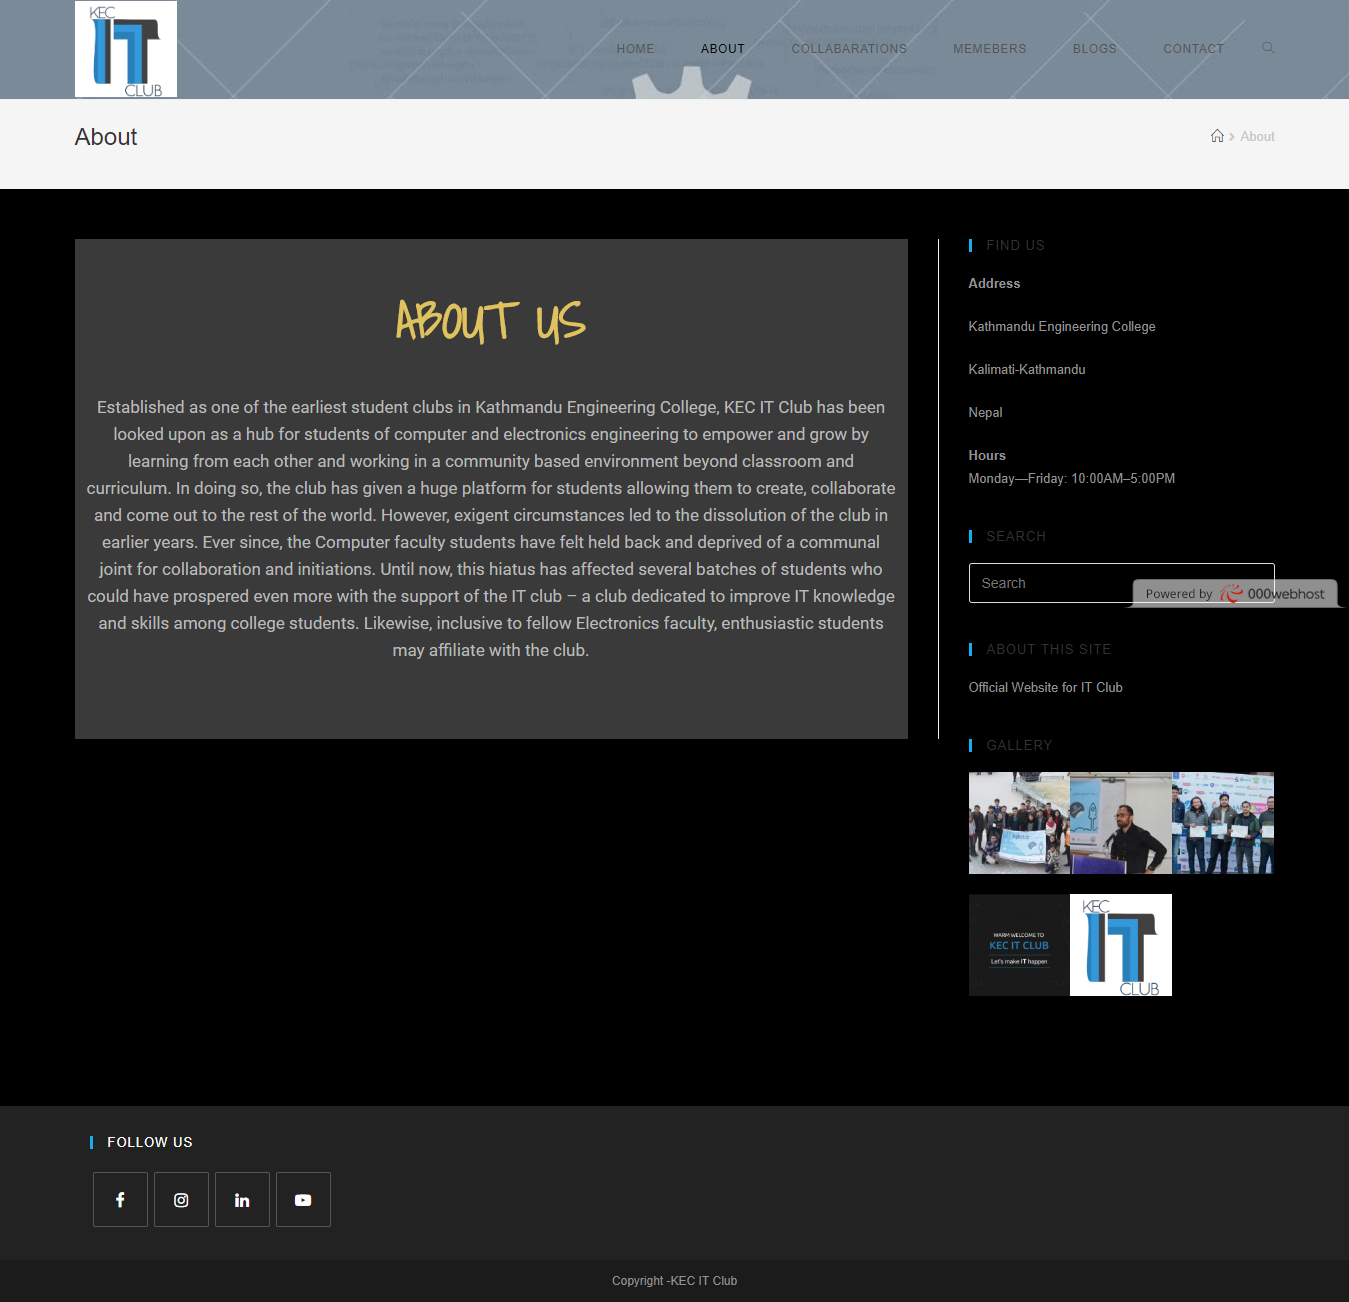 KEC
IT
CLUB
HOME
ABOUT
COLLABARATIONS
MEMEBERS
BLOGS
CONTACT
About
About
ABOUT US
Established as one of the earliest student clubs in Kathmandu Engineering College, KEC IT Club has been
looked upon as a hub for students of computer and electronics engineering to empower and grow by
learning from each other and working in a community based environment beyond classroom and
curriculum. In doing so, the club has given a huge platform for students allowing them to create, collaborate
and come out to the rest of the world. However, exigent circumstances led to the dissolution of the club in
earlier years. Ever since, the Computer faculty students have felt held back and deprived of a communal
joint for collaboration and initiations. Until now, this hiatus has affected several batches of students who
could have prospered even more with the support of the IT club – a club dedicated to improve IT knowledge
and skills among college students. Likewise, inclusive to fellow Electronics faculty, enthusiastic students
may affiliate with the club.
FIND US
Address
Kathmandu Engineering College
Kalimati-Kathmandu
Nepal
Hours
Monday—Friday: 10:00AM–5:00PM
SEARCH
Search
Powered by 000webhost
ABOUT THIS SITE
Official Website for IT Club
GALLERY
WARM WELCOME TO
KEC IT CLUB
Let's make IT happen
KEC
IT
CLUB
FOLLOW US
Copyright -KEC IT Club